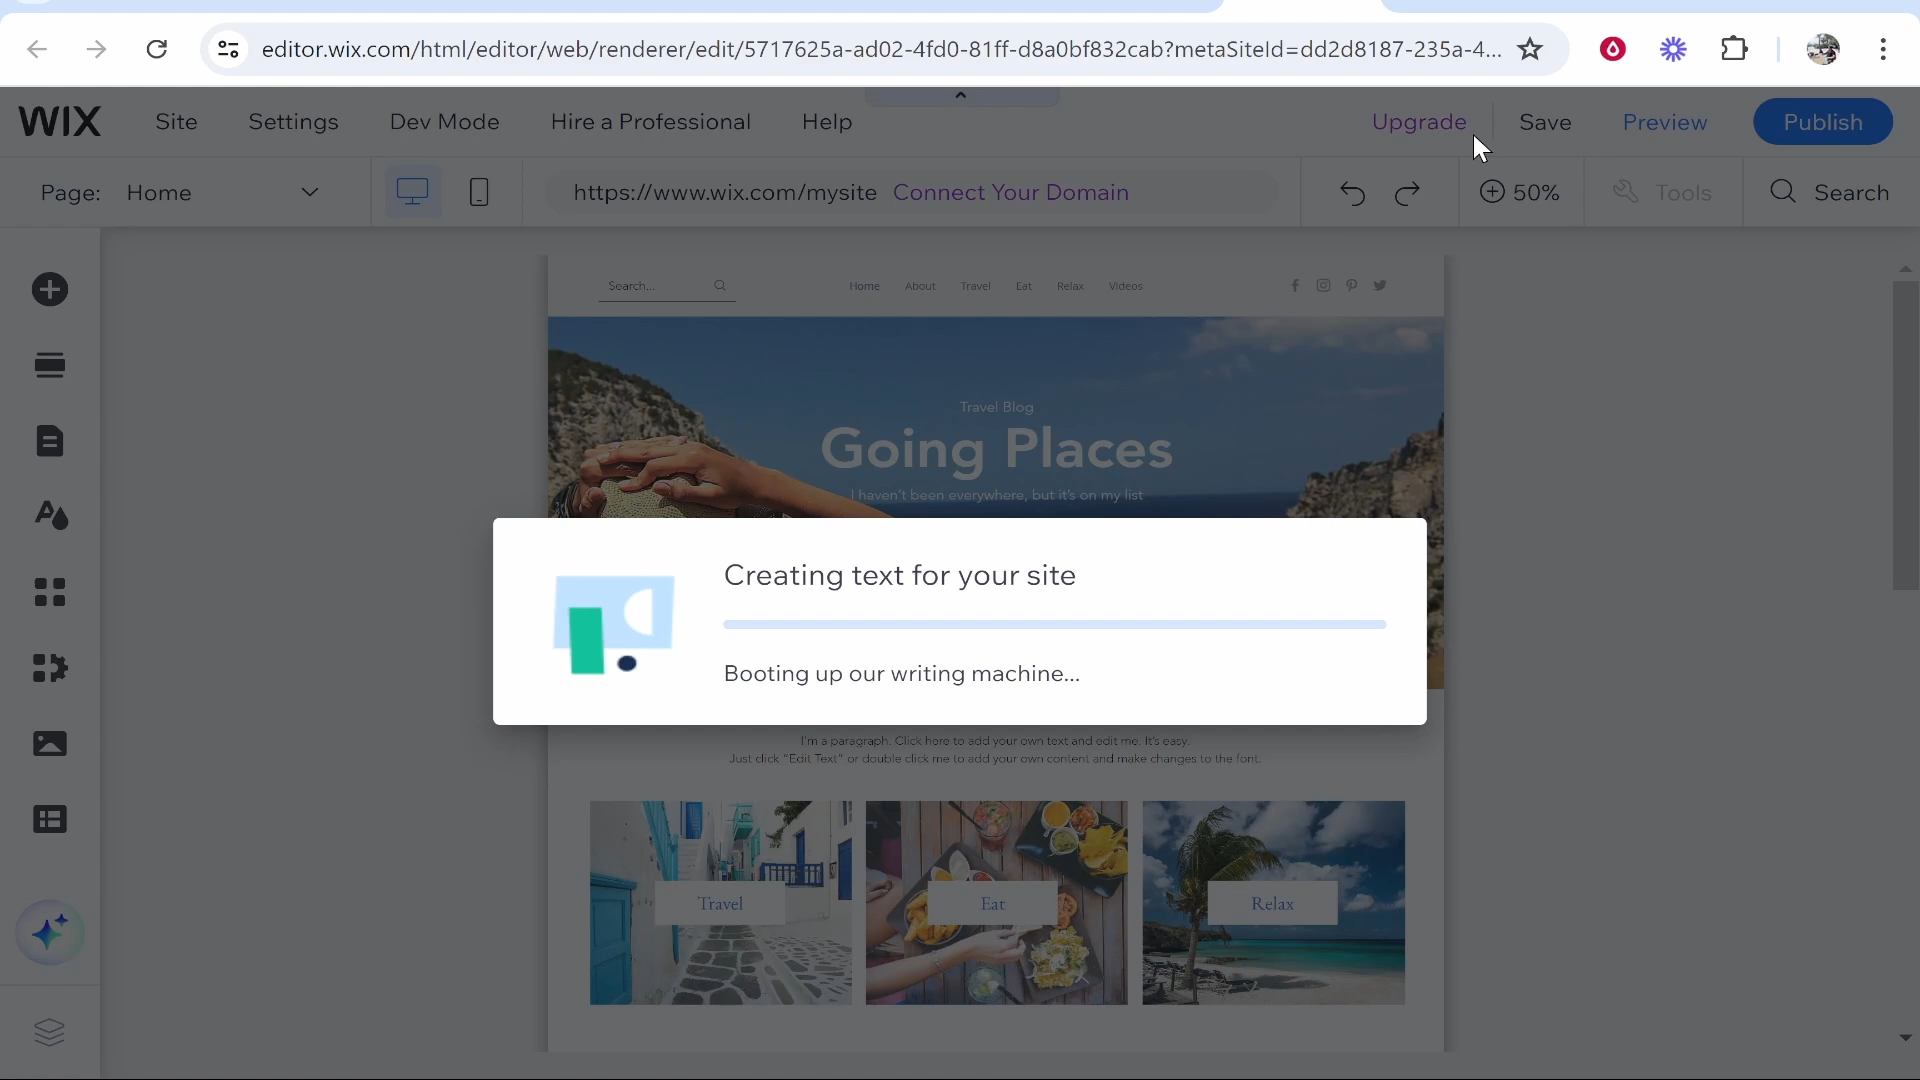 editor.wix.com/html/editor/web/renderer/edit/5717625a-ad02-4fd0-81ff-d8a0bf832cab?metaSiteId=dd2d8187-235a-4...
WIX Site Settings Dev Mode Hire a Professional Help Upgrade Save Preview Publish
Page: Home https://www.wix.com/mysite Connect Your Domain 50% Tools Search
Search... Home About Travel Eat Relax Videos
Travel Blog
Going Places
I haven't been everywhere, but it's on my list
Creating text for your site
Booting up our writing machine...
I'm a paragraph. Click here to add your own text and edit me. It's easy.
Just click "Edit Text" or double click me to add your own content and make changes to the font.
Travel Eat Relax